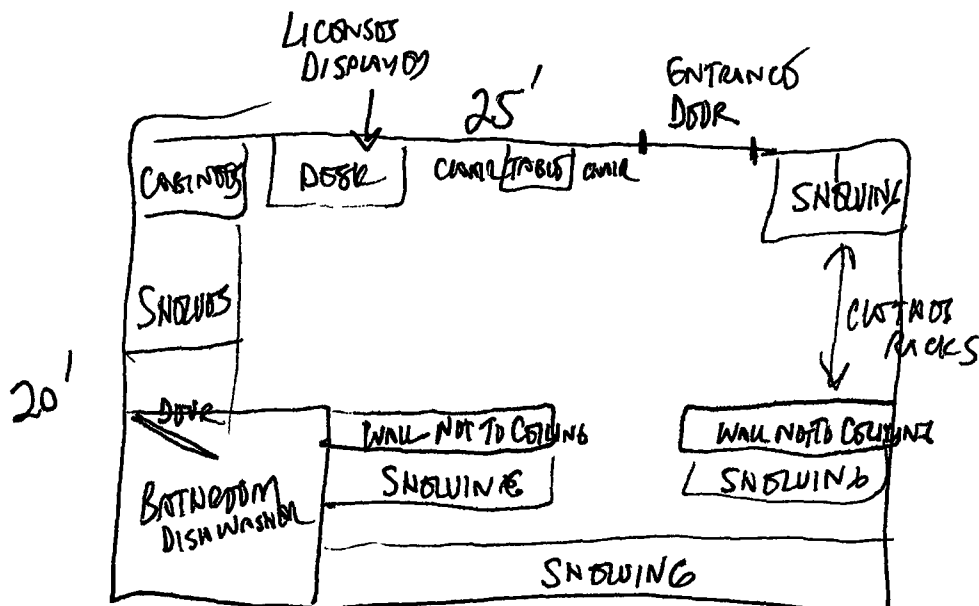 LICENSES
DISPLAYED
25'
ENTRANCE
DOOR
CABINETS
DESK
CHAIR
TABLE
CHAIR
SHELVING
SHELVES
CLOTHES
RACKS
20'
DOOR
WALL NOT TO CEILING
WALL NOT TO CEILING
SHELVING
SHELVING
BATHROOM
DISHWASHER
SHELVING